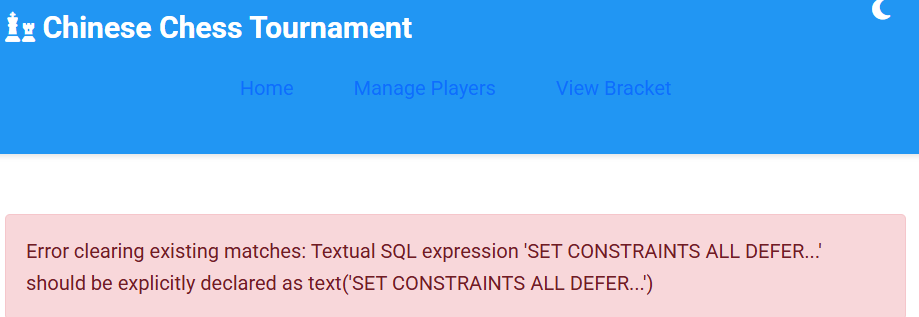 Chinese Chess Tournament
Home Manage Players View Bracket
Error clearing existing matches: Textual SQL expression 'SET CONSTRAINTS ALL DEFER...'
should be explicitly declared as text('SET CONSTRAINTS ALL DEFER...')